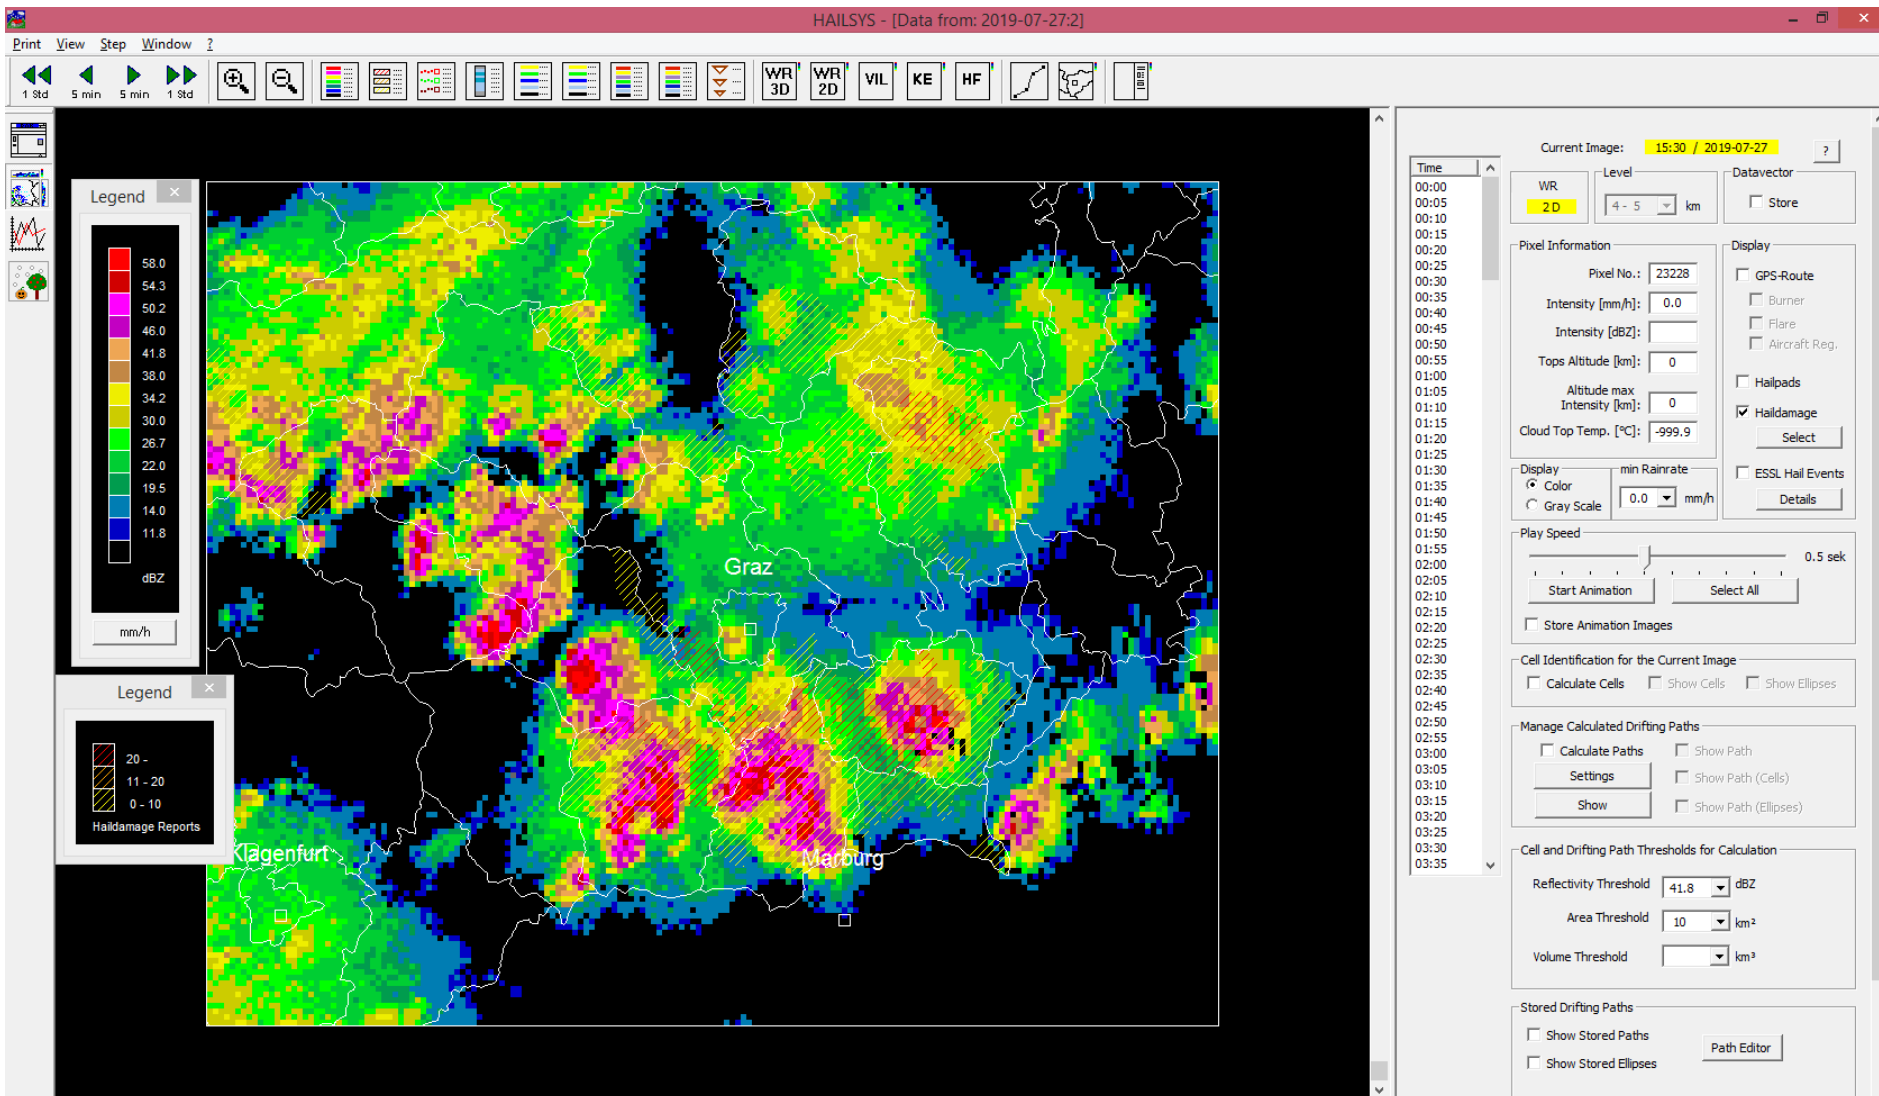 HAILSYS - [Data from: 2019-07-27:2]
Print View Step Window ?
1 Std 5 min 5 min 1 Std
WR 3D WR 2D VIL KE HF
Legend
58.0
54.3
50.2
46.0
41.8
38.0
34.2
30.0
26.7
22.0
19.5
14.0
11.8
dBZ
mm/h
Legend
20 -
11 - 20
0 - 10
Haildamage Reports
Graz
Klagenfurt
Marburg
Time
00:00
00:05
00:10
00:15
00:20
00:25
00:30
00:35
00:40
00:45
00:50
00:55
01:00
01:05
01:10
01:15
01:20
01:25
01:30
01:35
01:40
01:45
01:50
01:55
02:00
02:05
02:10
02:15
02:20
02:25
02:30
02:35
02:40
02:45
02:50
02:55
03:00
03:05
03:10
03:15
03:20
03:25
03:30
03:35
Current Image: 15:30 / 2019-07-27 ?
WR
2D
Level
4 - 5 km
Datavector
Store
Pixel Information
Pixel No.: 23228
Intensity [mm/h]: 0.0
Intensity [dBZ]:
Tops Altitude [km]: 0
Altitude max
Intensity [km]: 0
Cloud Top Temp. [°C]: -999.9
Display
GPS-Route
Burner
Flare
Aircraft Reg.
Hailpads
Haildamage
Select
ESSL Hail Events
Details
Display
Color
Gray Scale
min Rainrate
0.0 mm/h
Play Speed
0.5 sek
Start Animation Select All
Store Animation Images
Cell Identification for the Current Image
Calculate Cells Show Cells Show Ellipses
Manage Calculated Drifting Paths
Calculate Paths Show Path
Settings Show Path (Cells)
Show Show Path (Ellipses)
Cell and Drifting Path Thresholds for Calculation
Reflectivity Threshold 41.8 dBZ
Area Threshold 10 km²
Volume Threshold km³
Stored Drifting Paths
Show Stored Paths
Path Editor
Show Stored Ellipses